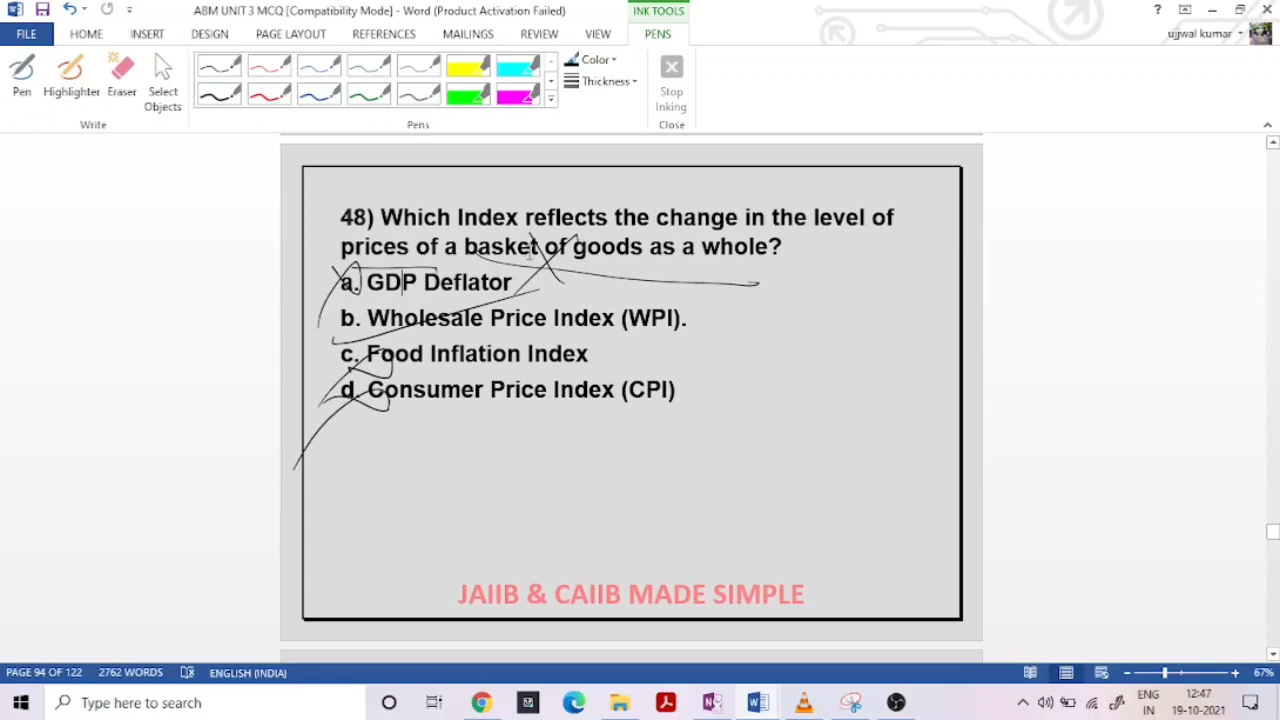 ABM UNIT 3 MCQ [Compatibility Mode] - Word (Product Activation Failed)
INK TOOLS
?
FILE HOME INSERT DESIGN PAGE LAYOUT REFERENCES MAILINGS REVIEW VIEW PENS
ujjwal kumar
Pen Highlighter Eraser Select Objects
Color
Thickness
Stop Inking
Write Pens Close
48) Which Index reflects the change in the level of
prices of a basket of goods as a whole?
a. GDP Deflator
b. Wholesale Price Index (WPI).
c. Food Inflation Index
d. Consumer Price Index (CPI)
JAIIB & CAIIB MADE SIMPLE
PAGE 94 OF 122 2762 WORDS ENGLISH (INDIA) 67%
Type here to search
ENG 12:47
IN 19-10-2021